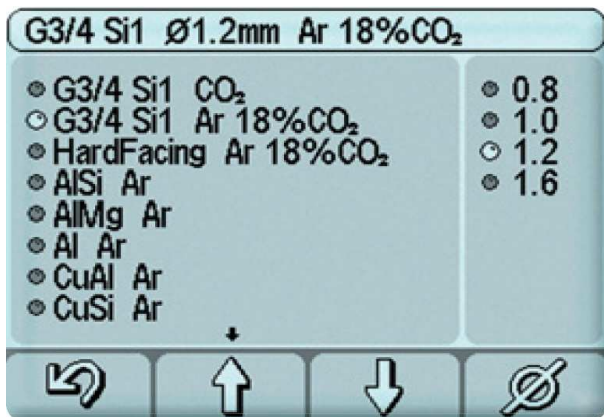 G3/4 Si1 Ø1.2mm Ar 18%CO₂
G3/4 Si1 CO₂
G3/4 Si1 Ar 18%CO₂
HardFacing Ar 18%CO₂
AlSi Ar
AlMg Ar
Al Ar
CuAl Ar
CuSi Ar
0.8
1.0
1.2
1.6